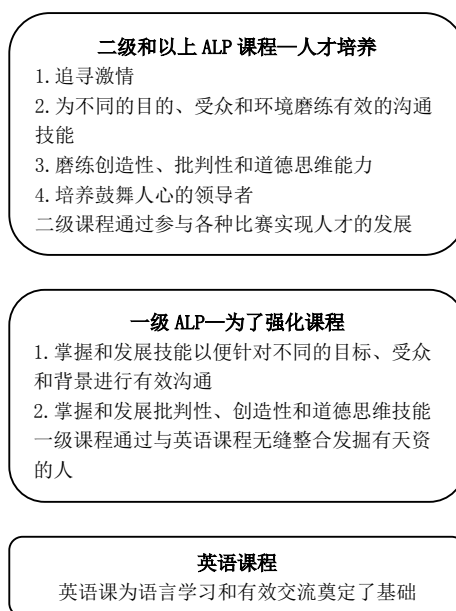 二级和以上 ALP 课程—人才培养
1.追寻激情
2.为不同的目的、受众和环境磨练有效的沟通
技能
3.磨练创造性、批判性和道德思维能力
4.培养鼓舞人心的领导者
二级课程通过参与各种比赛实现人才的发展
一级 ALP—为了强化课程
1.掌握和发展技能以便针对不同的目标、受众
和背景进行有效沟通
2.掌握和发展批判性、创造性和道德思维技能
一级课程通过与英语课程无缝整合发掘有天资
的人
英语课程
英语课为语言学习和有效交流奠定了基础